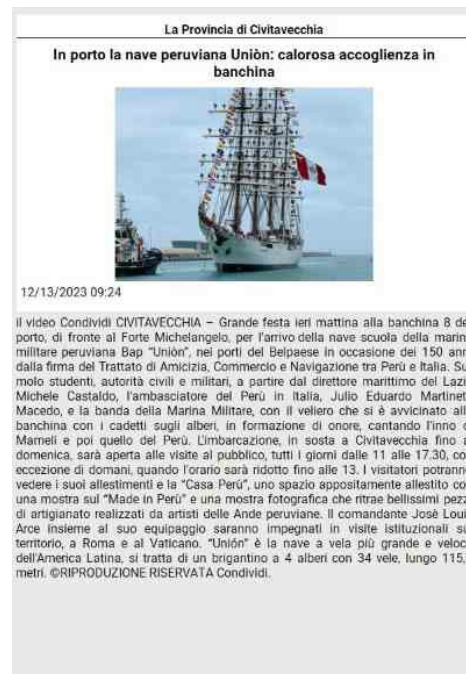 La Provincia di Civitavecchia
In porto la nave peruviana Uniòn: calorosa accoglienza in
banchina
12/13/2023 09:24
il video Condividi CIVITAVECCHIA – Grande festa ieri mattina alla banchina 8 de
porto, di fronte al Forte Michelangelo, per l'arrivo della nave scuola della marin
militare peruviana Bap "Uniòn", nei porti del Belpaese in occasione dei 150 ann
dalla firma del Trattato di Amicizia, Commercio e Navigazione tra Perù e Italia. Su
molo studenti, autorità civili e militari, a partire dal direttore marittimo del Lazi
Michele Castaldo, l'ambasciatore del Perù in Italia, Julio Eduardo Martinet
Macedo, e la banda della Marina Militare, con il veliero che si è avvicinato all
banchina con i cadetti sugli alberi, in formazione di onore, cantando l'inno d
Mameli e poi quello del Perù. L'imbarcazione, in sosta a Civitavecchia fino a
domenica, sarà aperta alle visite al pubblico, tutti i giorni dalle 11 alle 17.30, co
eccezione di domani, quando l'orario sarà ridotto fino alle 13. I visitatori potrann
vedere i suoi allestimenti e la "Casa Perù", uno spazio appositamente allestito co
una mostra sul "Made in Perù" e una mostra fotografica che ritrae bellissimi pezz
di artigianato realizzati da artisti delle Ande peruviane. Il comandante Josè Loui
Arce insieme al suo equipaggio saranno impegnati in visite istituzionali su
territorio, a Roma e al Vaticano. "Unión" è la nave a vela più grande e veloc
dell'America Latina, si tratta di un brigantino a 4 alberi con 34 vele, lungo 115,
metri. ©RIPRODUZIONE RISERVATA Condividi.